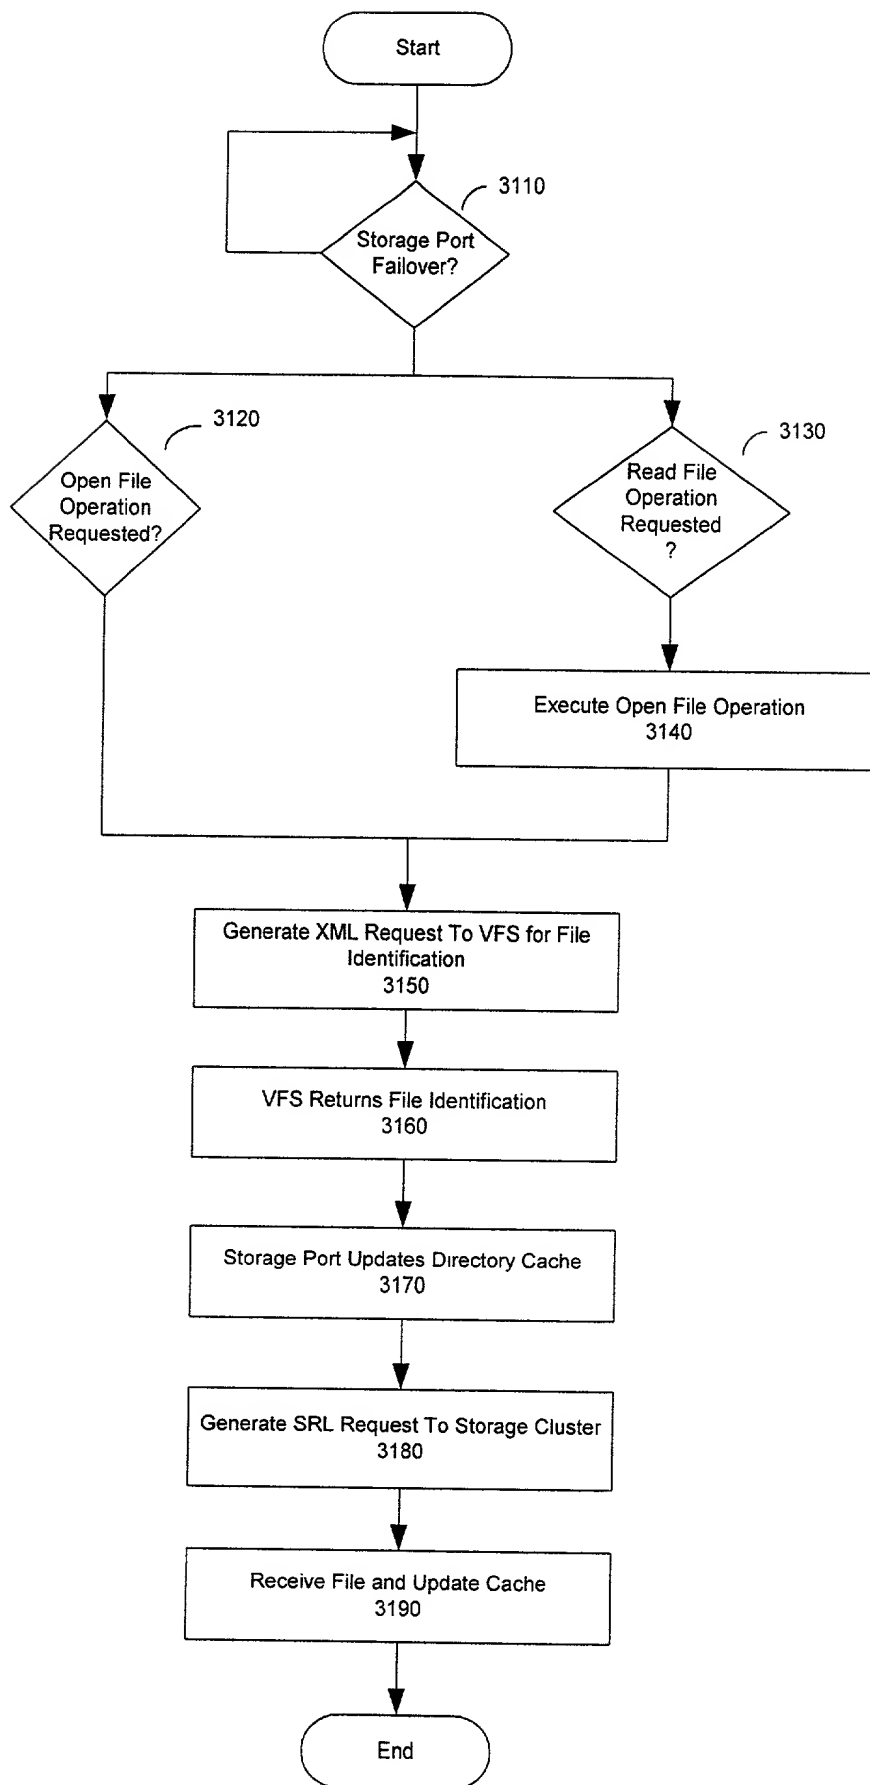 Start
3110
Storage Port
Failover?
3120
3130
Open File
Operation
Requested?
Read File
Operation
Requested
?
Execute Open File Operation
3140
Generate XML Request To VFS for File
Identification
3150
VFS Returns File Identification
3160
Storage Port Updates Directory Cache
3170
Generate SRL Request To Storage Cluster
3180
Receive File and Update Cache
3190
End